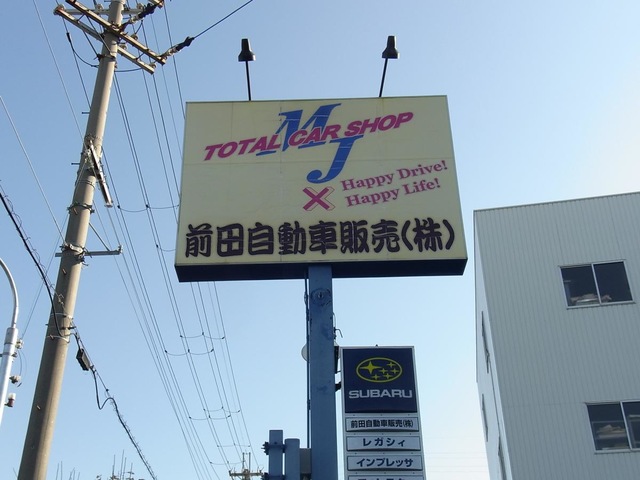 MJ
TOTAL CAR SHOP
× Happy Drive!
Happy Life!
前田自動車販売(株)
SUBARU
前田自動車販売(株)
レガシィ
インプレッサ